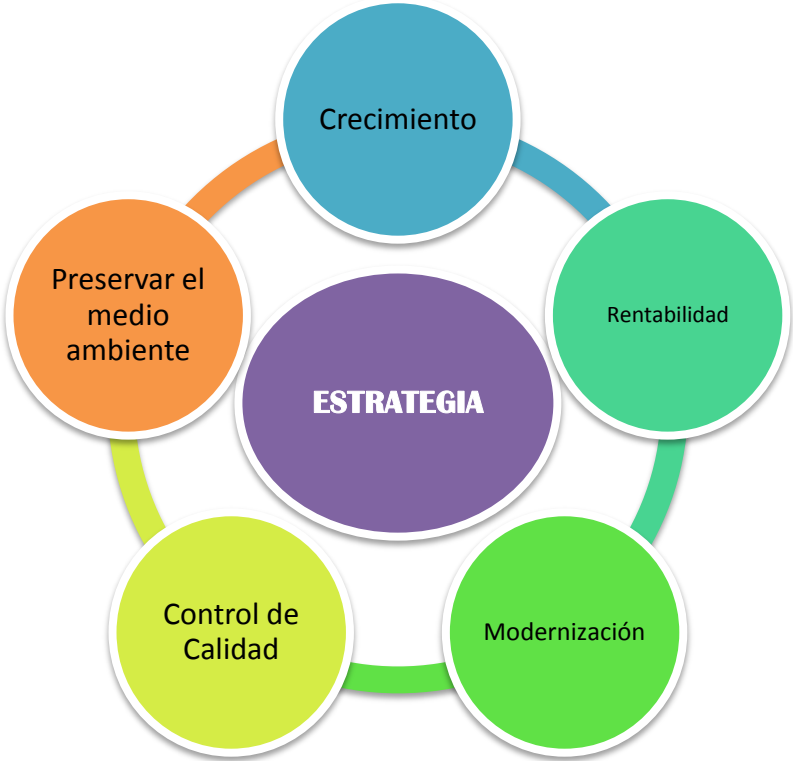 Crecimiento
Rentabilidad
Modernización
Control de
Calidad
Preservar el
medio
ambiente
ESTRATEGIA